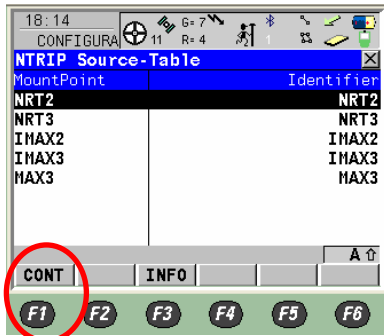 18:14
CONFIGURA 11 G= 7 R= 4 1
NTRIP Source-Table
MountPoint Identifier
NRT2 NRT2
NRT3 NRT3
IMAX2 IMAX2
IMAX3 IMAX3
MAX3 MAX3
A
CONT INFO
F1 F2 F3 F4 F5 F6